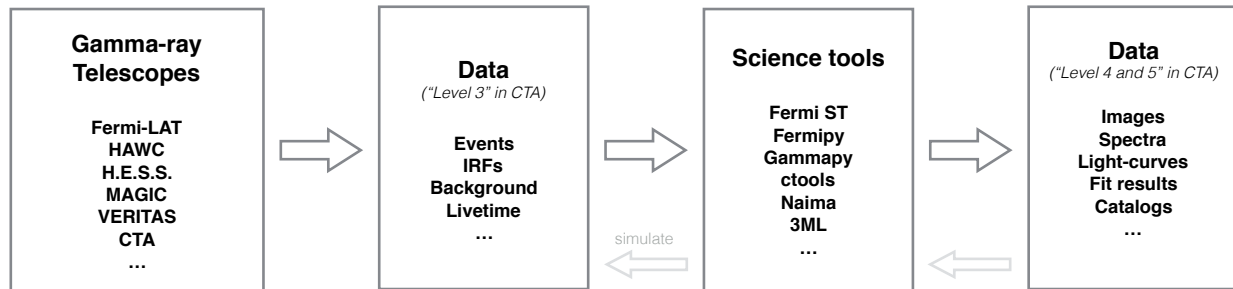 Gamma-ray
Telescopes
Fermi-LAT
HAWC
H.E.S.S.
MAGIC
VERITAS
CTA
...
Data
(“Level 3” in CTA)
Events
IRFs
Background
Livetime
...
simulate
Science tools
Fermi ST
Fermipy
Gammapy
ctools
Naima
3ML
...
Data
(“Level 4 and 5” in CTA)
Images
Spectra
Light-curves
Fit results
Catalogs
...